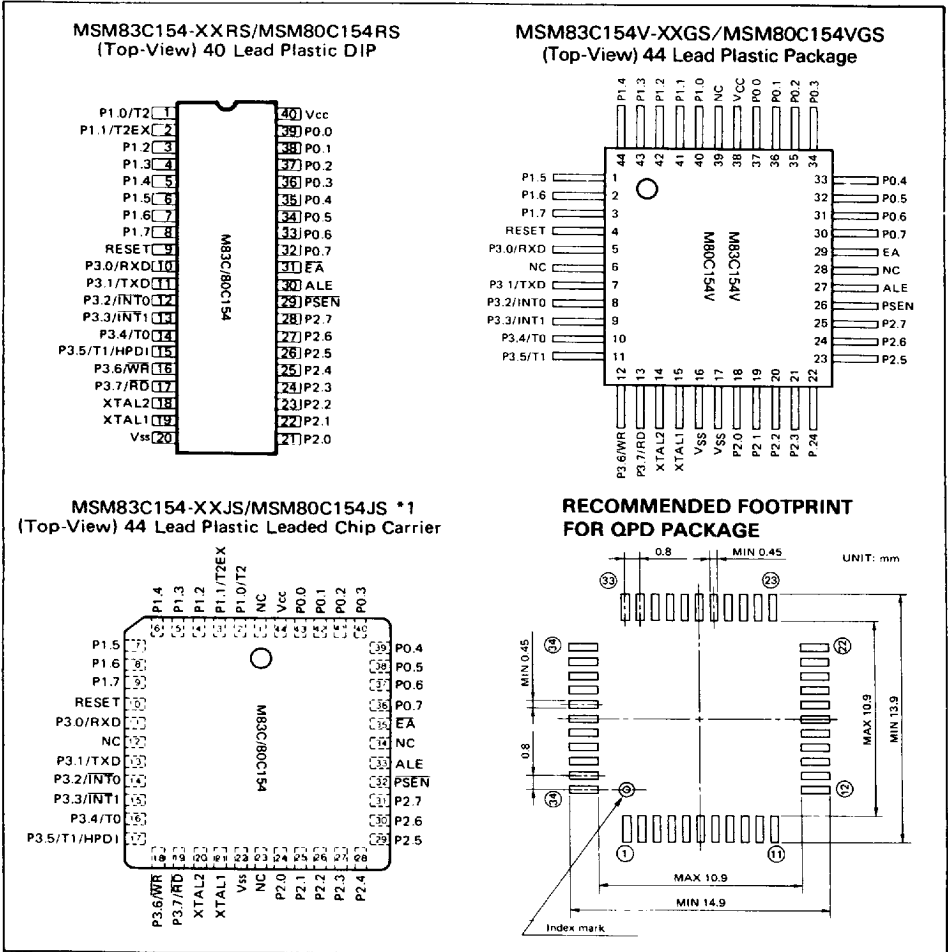 MSM83C154-XXRS/MSM80C154RS
(Top-View) 40 Lead Plastic DIP
P1.0/T2 1
P1.1/T2EX 2
P1.2 3
P1.3 4
P1.4 5
P1.5 6
P1.6 7
P1.7 8
RESET 9
P3.0/RXD 10
P3.1/TXD 11
P3.2/INT0 12
P3.3/INT1 13
P3.4/T0 14
P3.5/T1/HPDI 15
P3.6/WR 16
P3.7/RD 17
XTAL2 18
XTAL1 19
Vss 20
M83C/80C154
40 Vcc
39 P0.0
38 P0.1
37 P0.2
36 P0.3
35 P0.4
34 P0.5
33 P0.6
32 P0.7
31 EA
30 ALE
29 PSEN
28 P2.7
27 P2.6
26 P2.5
25 P2.4
24 P2.3
23 P2.2
22 P2.1
21 P2.0
MSM83C154V-XXGS/MSM80C154VGS
(Top-View) 44 Lead Plastic Package
P1.4 P1.3 P1.2 P1.1 P1.0 NC VCC P0.0 P0.1 P0.2 P0.3
44 43 42 41 40 39 38 37 36 35 34
P1.5 1
P1.6 2
P1.7 3
RESET 4
P3.0/RXD 5
NC 6
P3 1/TXD 7
P3.2/INT0 8
P3.3/INT1 9
P3.4/T0 10
P3.5/T1 11
M83C154V
M80C154V
33 P0.4
32 P0.5
31 P0.6
30 P0.7
29 EA
28 NC
27 ALE
26 PSEN
25 P2.7
24 P2.6
23 P2.5
12 13 14 15 16 17 18 19 20 21 22
P3.6/WR P3.7/RD XTAL2 XTAL1 VSS VSS P2.0 P2.1 P2.2 P2.3 P.24
MSM83C154-XXJS/MSM80C154JS *1
(Top-View) 44 Lead Plastic Leaded Chip Carrier
P1.4 P1.3 P1.2 P1.1/T2EX P1.0/T2 NC Vcc P0.0 P0.1 P0.2 P0.3
6 5 4 3 2 1 44 43 42 41 40
P1.5 7
P1.6 8
P1.7 9
RESET 10
P3.0/RXD 11
NC 12
P3.1/TXD 13
P3.2/INT0 14
P3.3/INT1 15
P3.4/T0 16
P3.5/T1/HPDI 17
M83C/80C154
39 P0.4
38 P0.5
37 P0.6
36 P0.7
35 EA
34 NC
33 ALE
32 PSEN
31 P2.7
30 P2.6
29 P2.5
18 19 20 21 22 23 24 25 26 27 28
P3.6/WR P3.7/RD XTAL2 XTAL1 Vss NC P2.0 P2.1 P2.2 P2.3 P2.4
RECOMMENDED FOOTPRINT
FOR QPD PACKAGE
0.8
MIN 0.45
UNIT: mm
33
23
34
22
MIN 0.45
0.8
MAX 10.9
MIN 13.9
34
12
1
11
MAX 10.9
MIN 14.9
Index mark